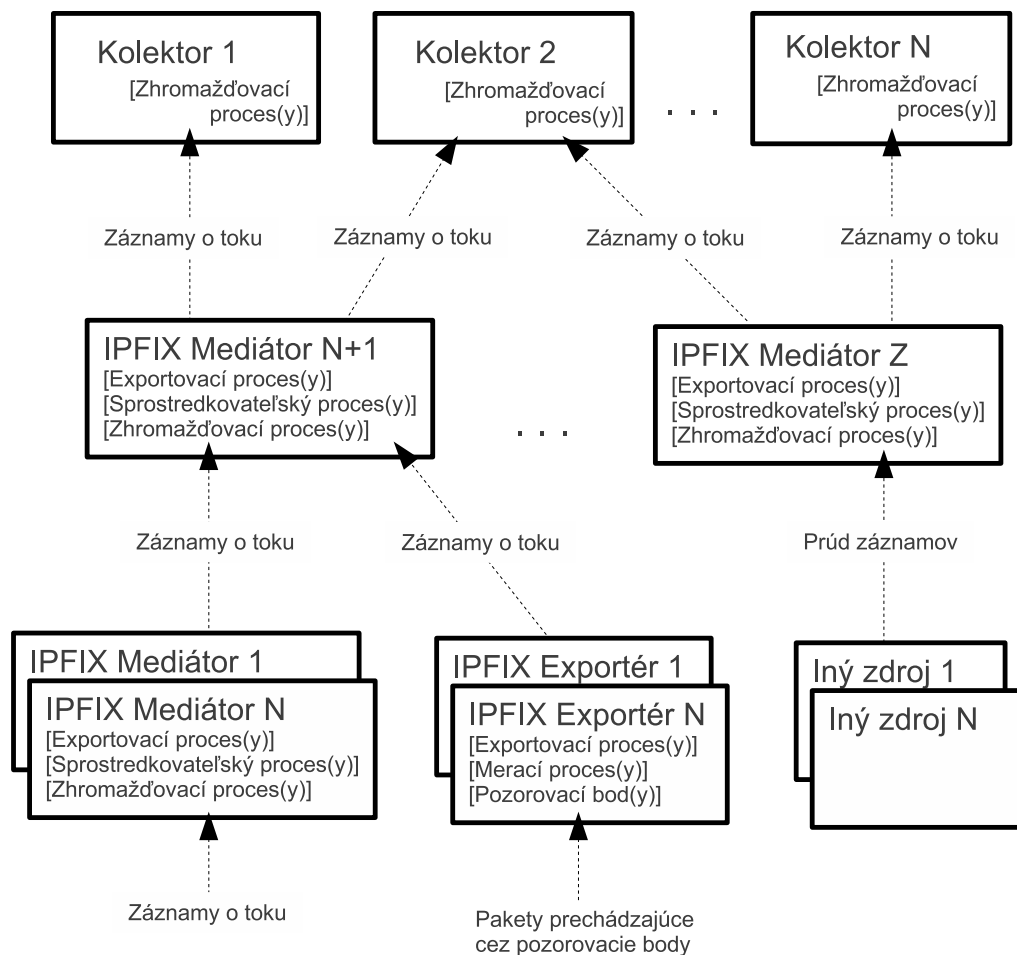 Kolektor 1
[Zhromažďovací
proces(y)]
Kolektor 2
[Zhromažďovací
proces(y)]
. . .
Kolektor N
[Zhromažďovací
proces(y)]
Záznamy o toku
Záznamy o toku
Záznamy o toku
Záznamy o toku
IPFIX Mediátor N+1
[Exportovací proces(y)]
[Sprostredkovateľský proces(y)]
[Zhromažďovací proces(y)]
. . .
IPFIX Mediátor Z
[Exportovací proces(y)]
[Sprostredkovateľský proces(y)]
[Zhromažďovací proces(y)]
Záznamy o toku
Záznamy o toku
Prúd záznamov
IPFIX Mediátor 1
IPFIX Mediátor N
[Exportovací proces(y)]
[Sprostredkovateľský proces(y)]
[Zhromažďovací proces(y)]
IPFIX Exportér 1
IPFIX Exportér N
[Exportovací proces(y)]
[Merací proces(y)]
[Pozorovací bod(y)]
Iný zdroj 1
Iný zdroj N
Záznamy o toku
Pakety prechádzajúce
cez pozorovacie body